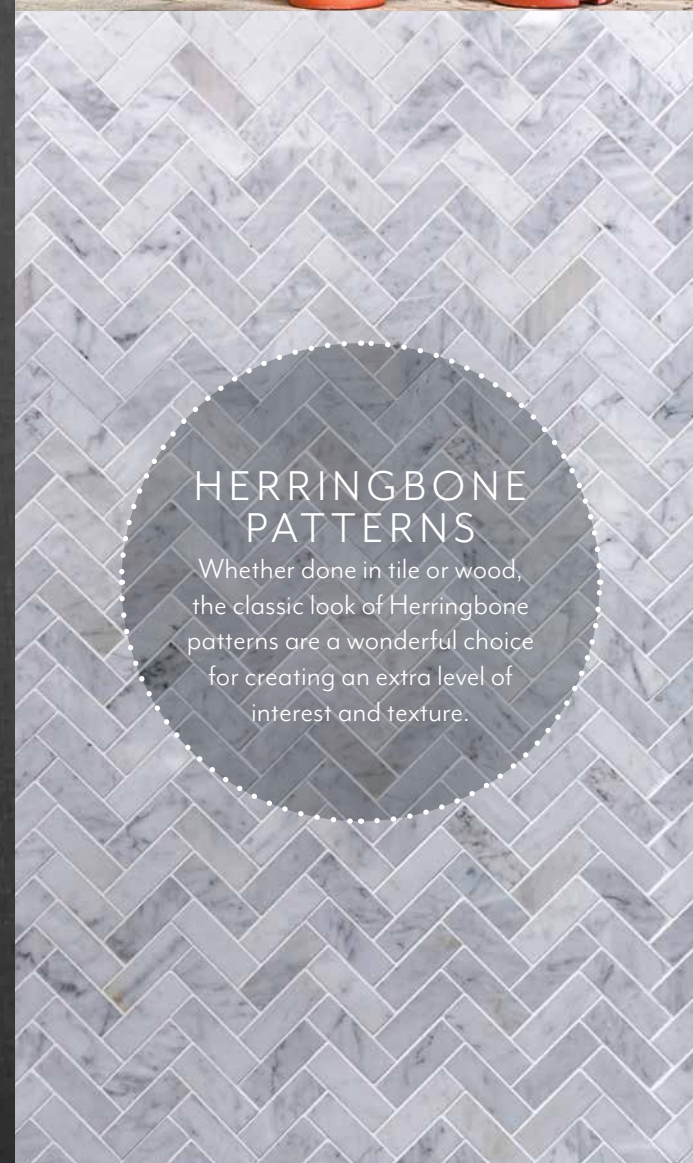 HERRINGBONE
PATTERNS
Whether done in tile or wood,
the classic look of Herringbone
patterns are a wonderful choice
for creating an extra level of
interest and texture.